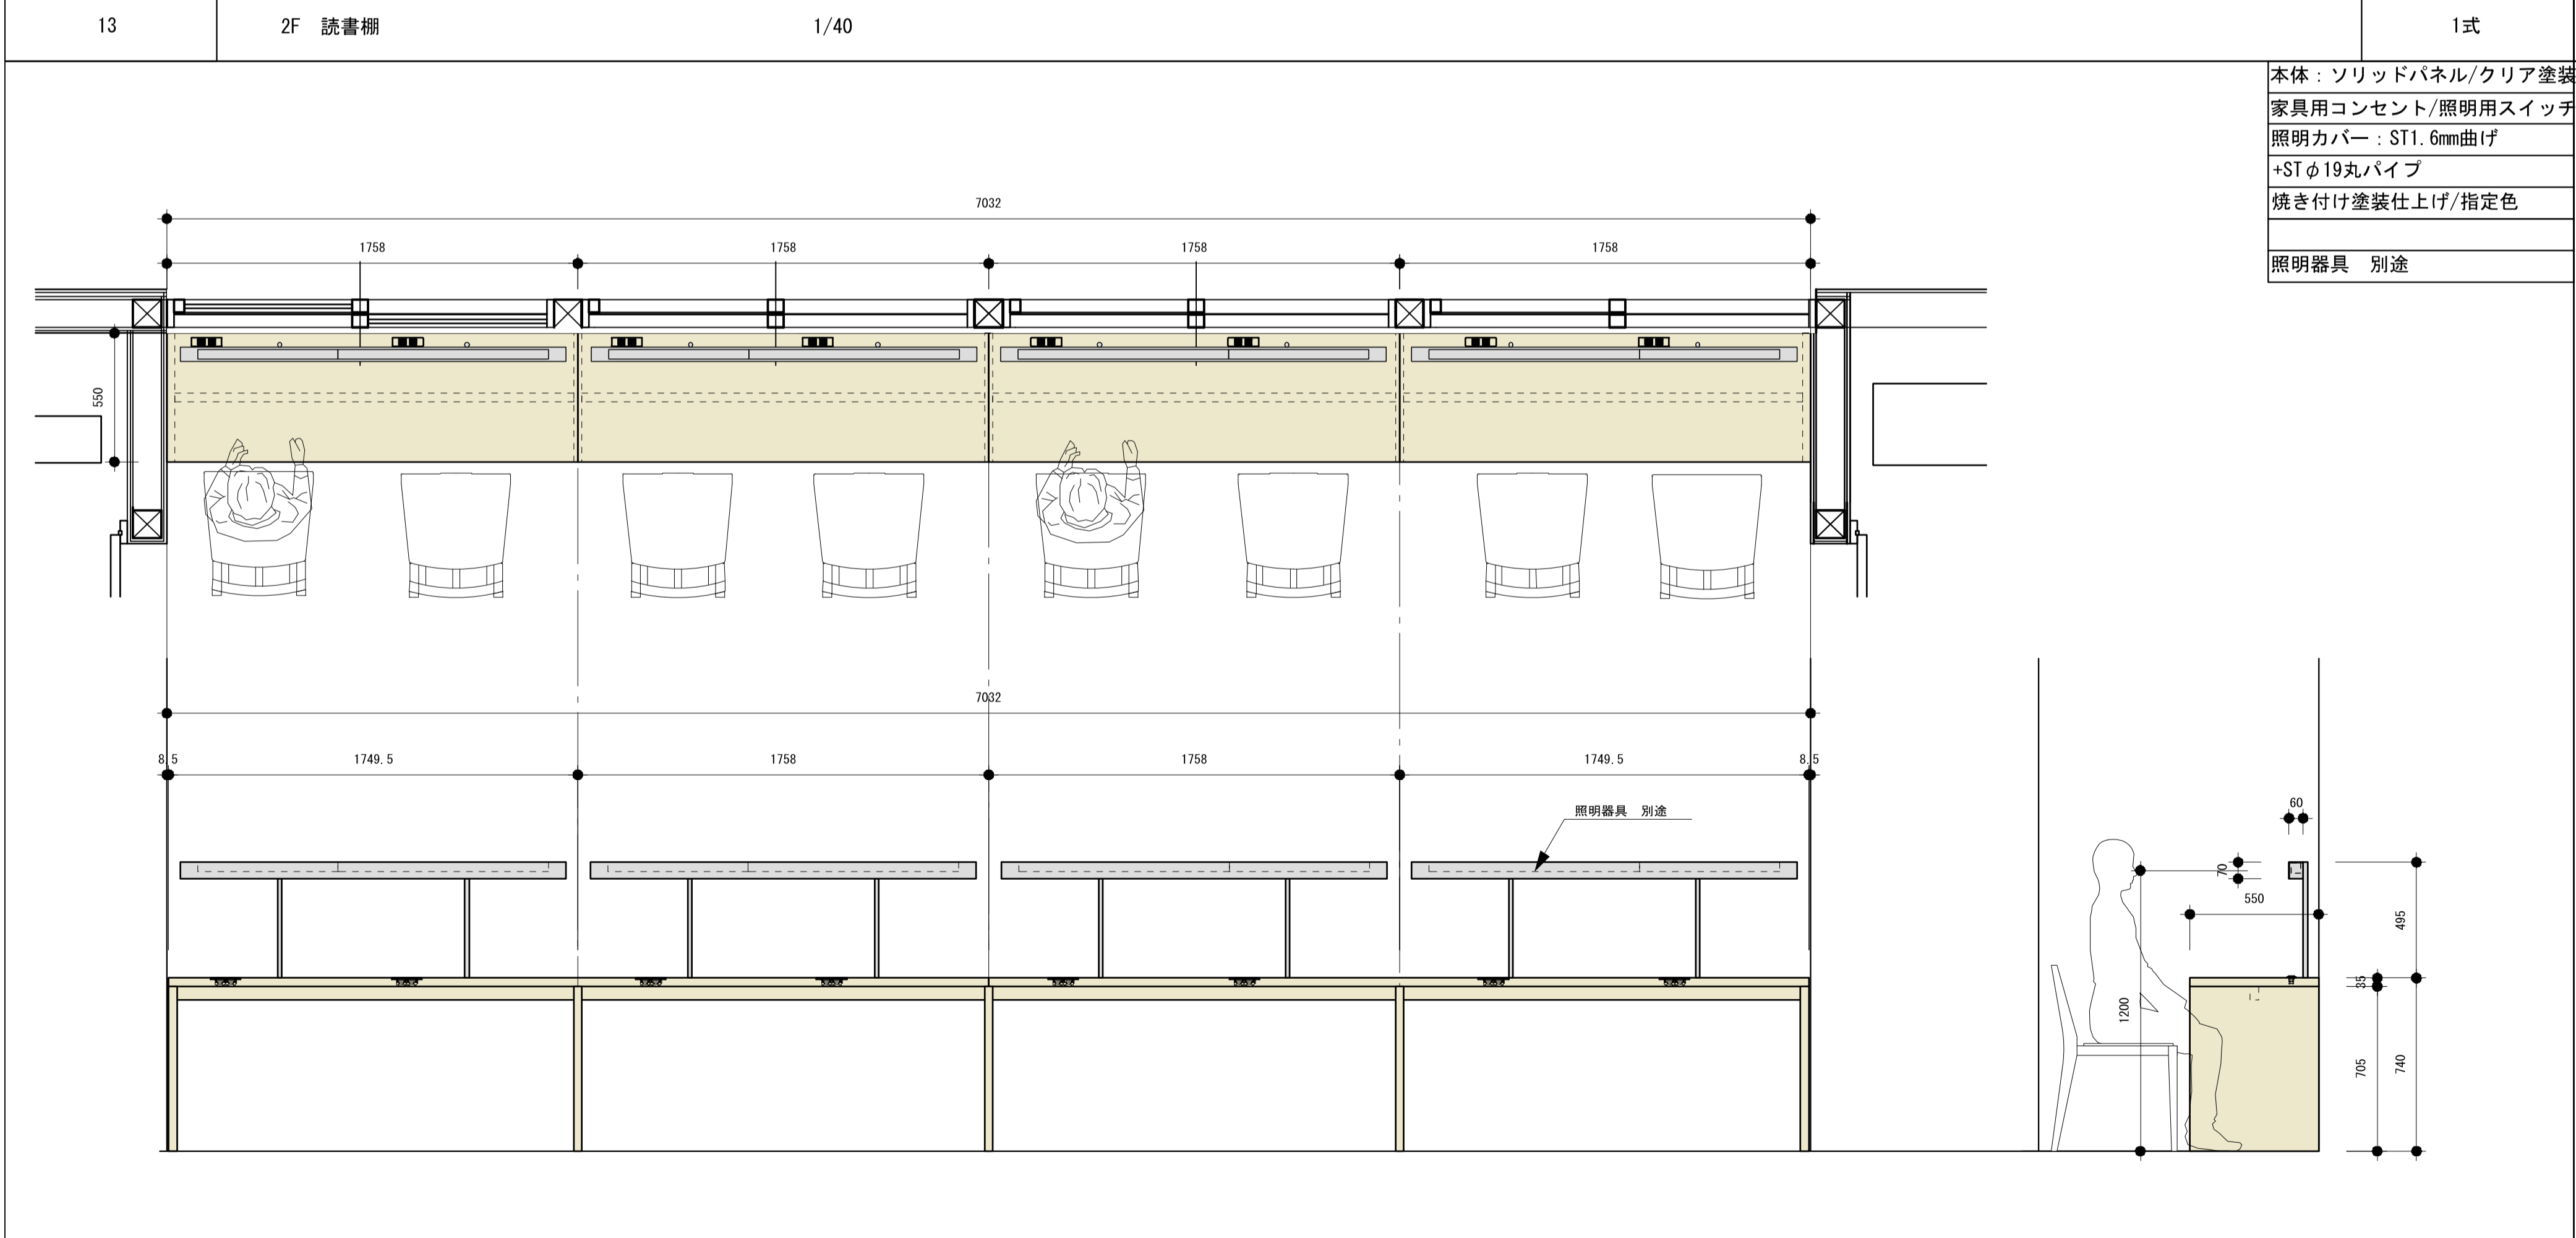 13
2F　読書棚
1/40
1式
本体：ソリッドパネル/クリア塗装
家具用コンセント/照明用スイッチ
照明カバー：ST1.6mm曲げ
+STφ19丸パイプ
焼き付け塗装仕上げ/指定色
照明器具　別途
7032
1758
1758
1758
1758
550
7032
8.5
1749.5
1758
1758
1749.5
8.5
照明器具　別途
60
70
550
495
35
1200
705
740